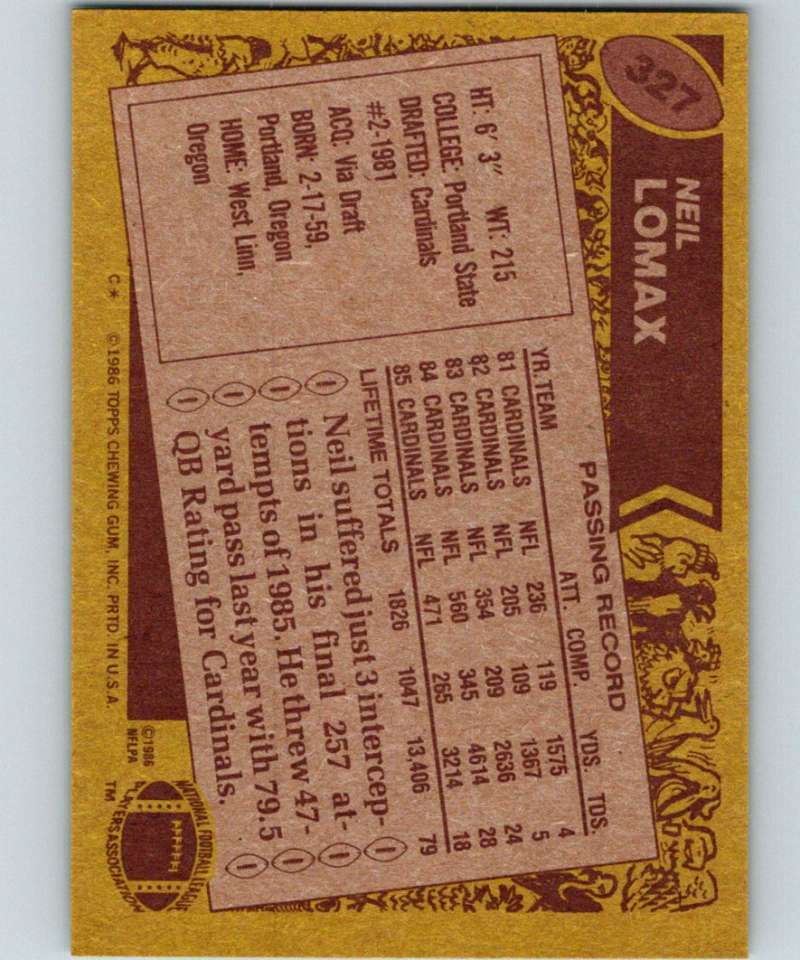 327
NEIL
LOMAX
HT: 6' 3" WT: 215
COLLEGE: Portland State
DRAFTED: Cardinals
#2-1981
ACQ: Via Draft
BORN: 2-17-59,
Portland, Oregon
HOME: West Linn,
Oregon
PASSING RECORD
YR. TEAM ATT. COMP. YDS. TDS.
81 CARDINALS NFL 236 119 1575 4
82 CARDINALS NFL 205 109 1367 5
83 CARDINALS NFL 354 209 2636 24
84 CARDINALS NFL 560 345 4614 28
85 CARDINALS NFL 471 265 3214 18
LIFETIME TOTALS 1826 1047 13,406 79
Neil suffered just 3 intercep-
tions in his final 257 at-
tempts of 1985. He threw 47-
yard pass last year with 79.5
QB Rating for Cardinals.
C* © 1986 TOPPS CHEWING GUM, INC. PRTD. IN U.S.A.
© 1986
NFLPA
NATIONAL FOOTBALL LEAGUE
PLAYERS ASSOCIATION
TM